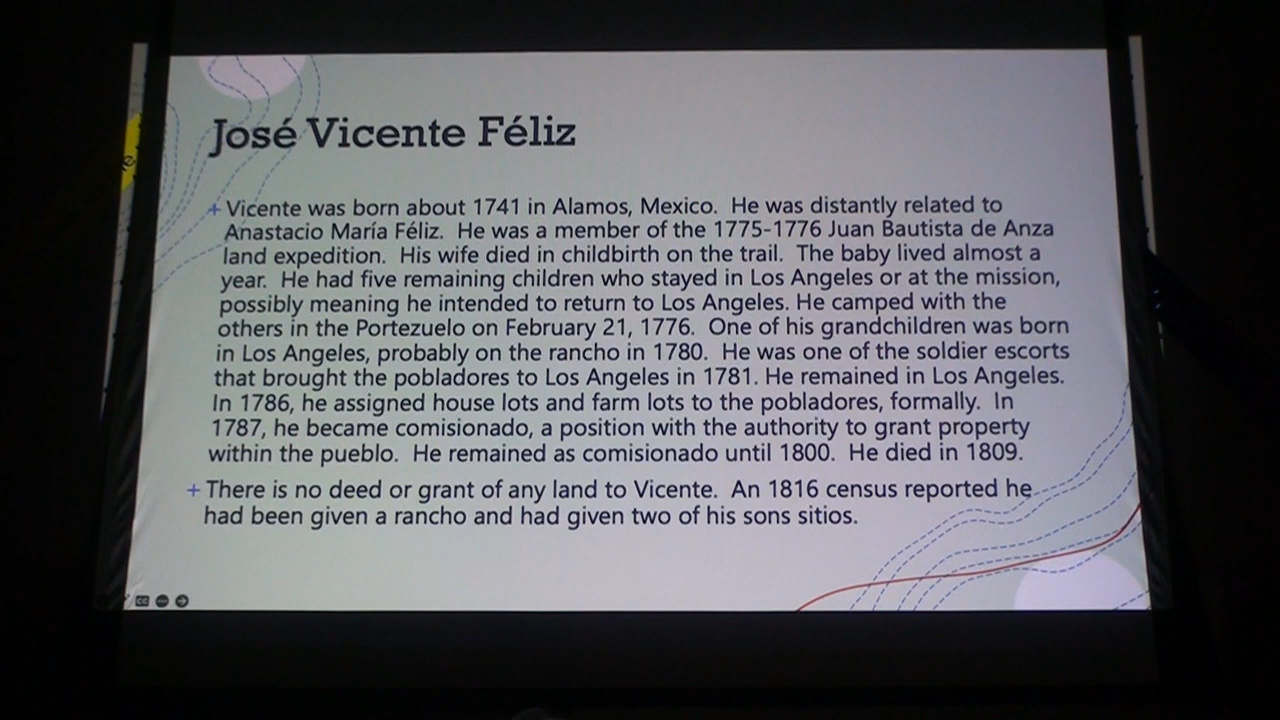 José Vicente Féliz
+ Vicente was born about 1741 in Alamos, Mexico. He was distantly related to
Anastacio María Féliz. He was a member of the 1775-1776 Juan Bautista de Anza
land expedition. His wife died in childbirth on the trail. The baby lived almost a
year. He had five remaining children who stayed in Los Angeles or at the mission,
possibly meaning he intended to return to Los Angeles. He camped with the
others in the Portezuelo on February 21, 1776. One of his grandchildren was born
in Los Angeles, probably on the rancho in 1780. He was one of the soldier escorts
that brought the pobladores to Los Angeles in 1781. He remained in Los Angeles.
In 1786, he assigned house lots and farm lots to the pobladores, formally. In
1787, he became comisionado, a position with the authority to grant property
within the pueblo. He remained as comisionado until 1800. He died in 1809.
+ There is no deed or grant of any land to Vicente. An 1816 census reported he
had been given a rancho and had given two of his sons sitios.